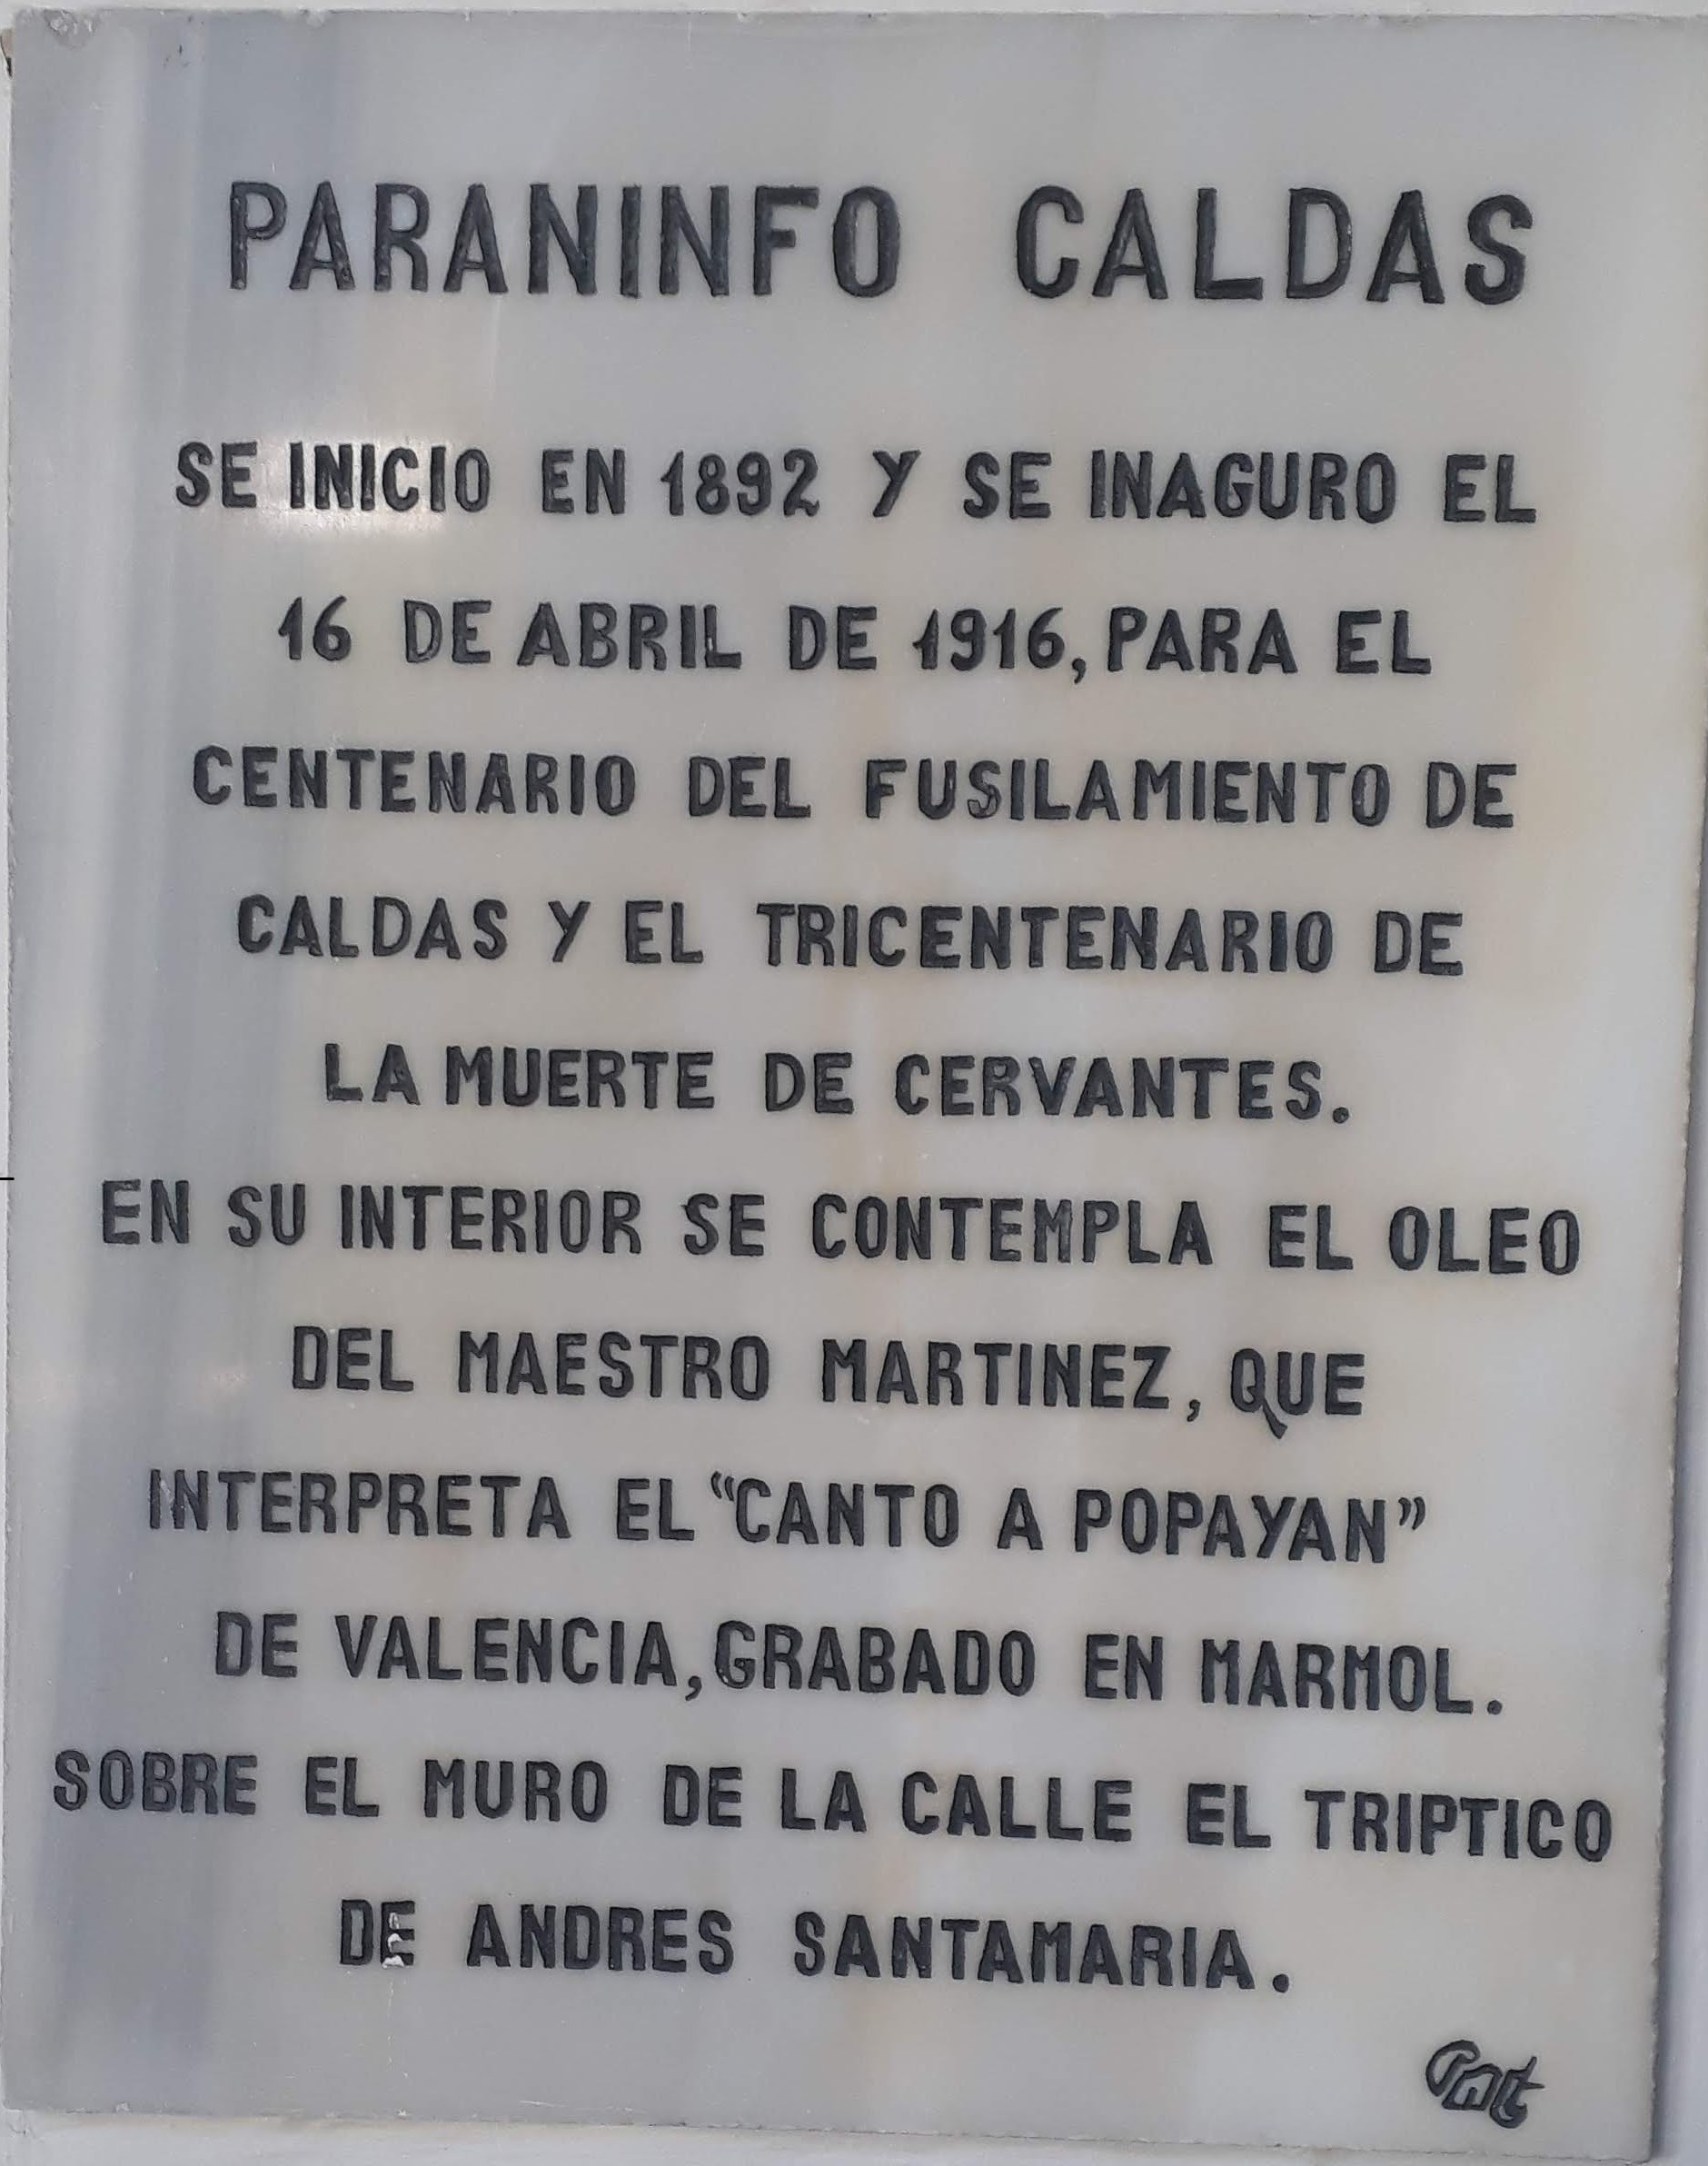 PARANINFO CALDAS
SE INICIO EN 1892 Y SE INAGURO EL
16 DE ABRIL DE 1916, PARA EL
CENTENARIO DEL FUSILAMIENTO DE
CALDAS Y EL TRICENTENARIO DE
LA MUERTE DE CERVANTES.
EN SU INTERIOR SE CONTEMPLA EL OLEO
DEL MAESTRO MARTINEZ, QUE
INTERPRETA EL “CANTO A POPAYAN”
DE VALENCIA, GRABADO EN MARMOL.
SOBRE EL MURO DE LA CALLE EL TRIPTICO
DE ANDRES SANTAMARIA.